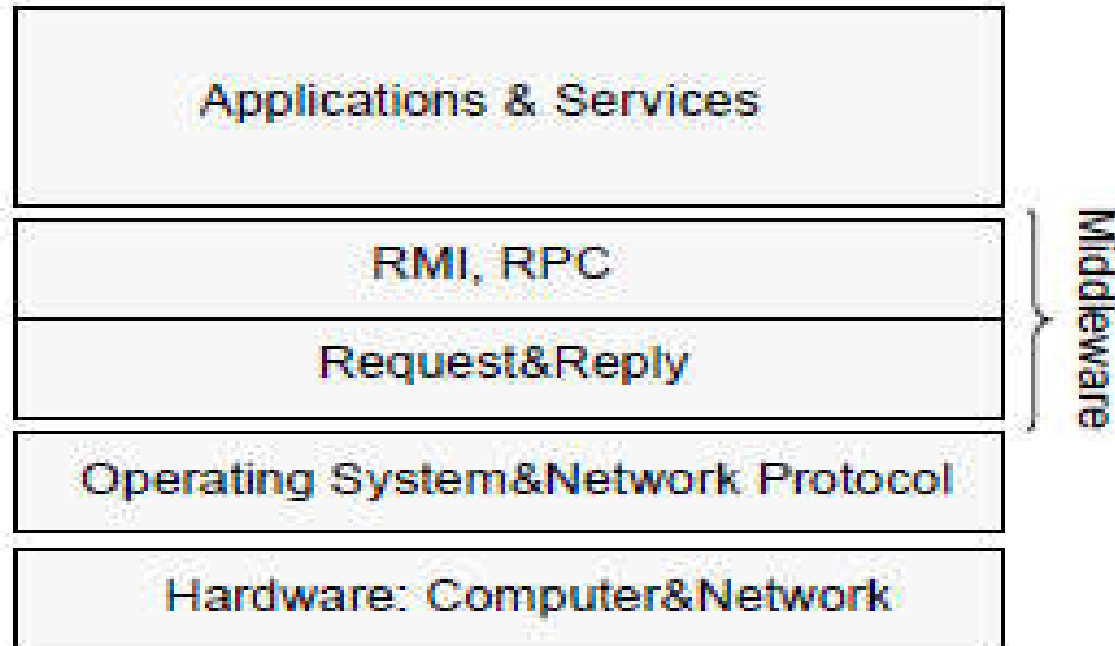 Applications & Services
RMI, RPC
Request&Reply
Middleware
Operating System&Network Protocol
Hardware: Computer&Network